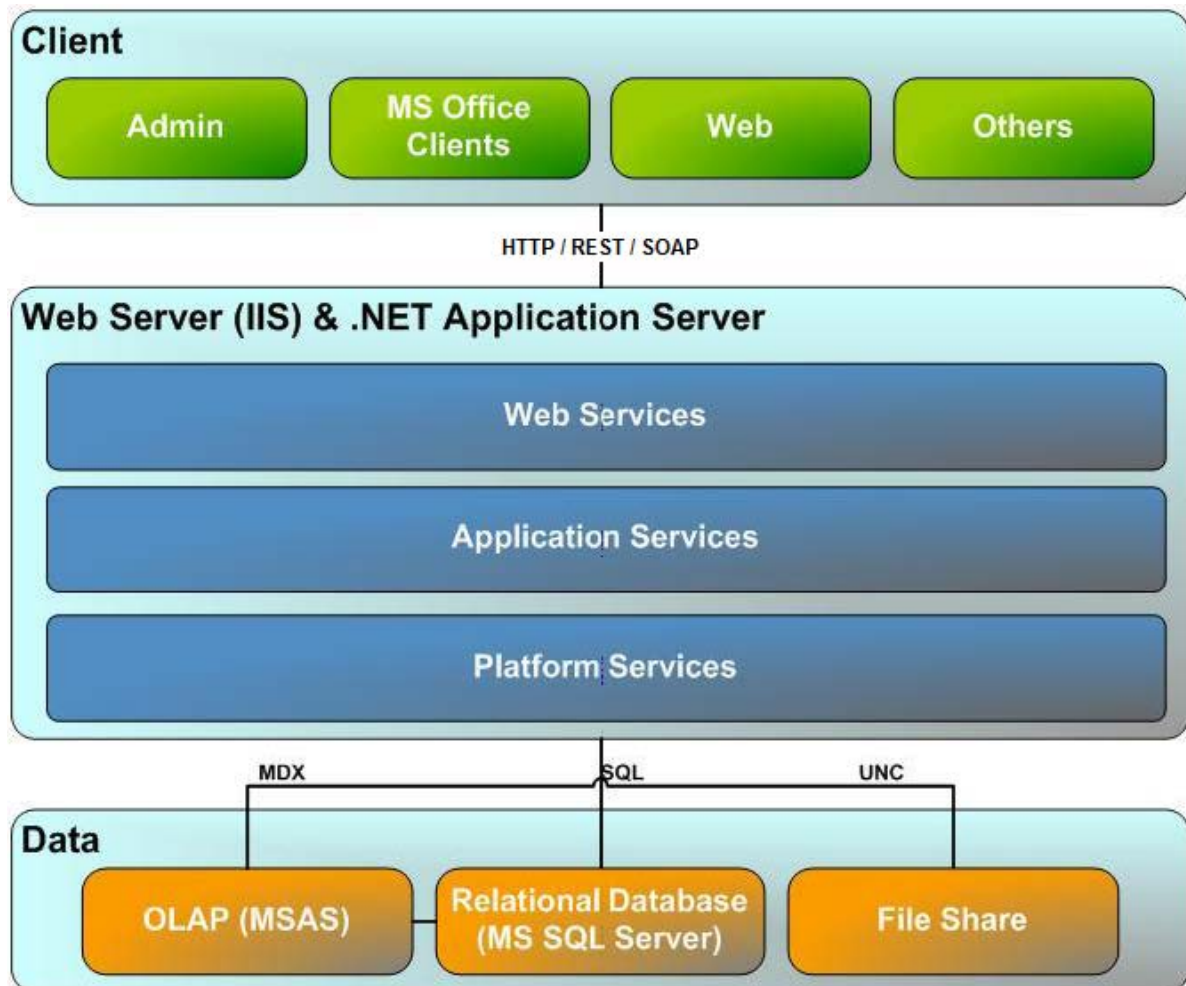 Client
Admin
MS Office
Clients
Web
Others
HTTP / REST / SOAP
Web Server (IIS) & .NET Application Server
Web Services
Application Services
Platform Services
MDX
SQL
UNC
Data
OLAP (MSAS)
Relational Database
(MS SQL Server)
File Share